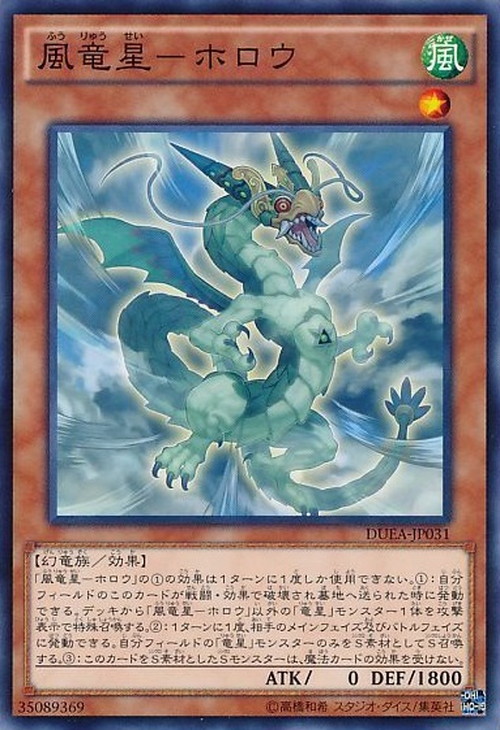 風竜星－ホロウ
風
DUEA-JP031
【幻竜族／効果】
「風竜星－ホロウ」の①の効果は１ターンに１度しか使用できない。①：自分
フィールドのこのカードが戦闘・効果で破壊され墓地へ送られた時に発動
できる。デッキから「風竜星－ホロウ」以外の「竜星」モンスター１体を攻撃
表示で特殊召喚する。②：１ターンに１度、相手のメインフェイズ及びバトルフェイズ
に発動できる。自分フィールドの「竜星」モンスターのみをＳ素材としてＳ召喚
する。③：このカードをＳ素材としたＳモンスターは、魔法カードの効果を受けない。
ATK/ 0 DEF/1800
35089369 ©高橋和希 スタジオ・ダイス/集英社